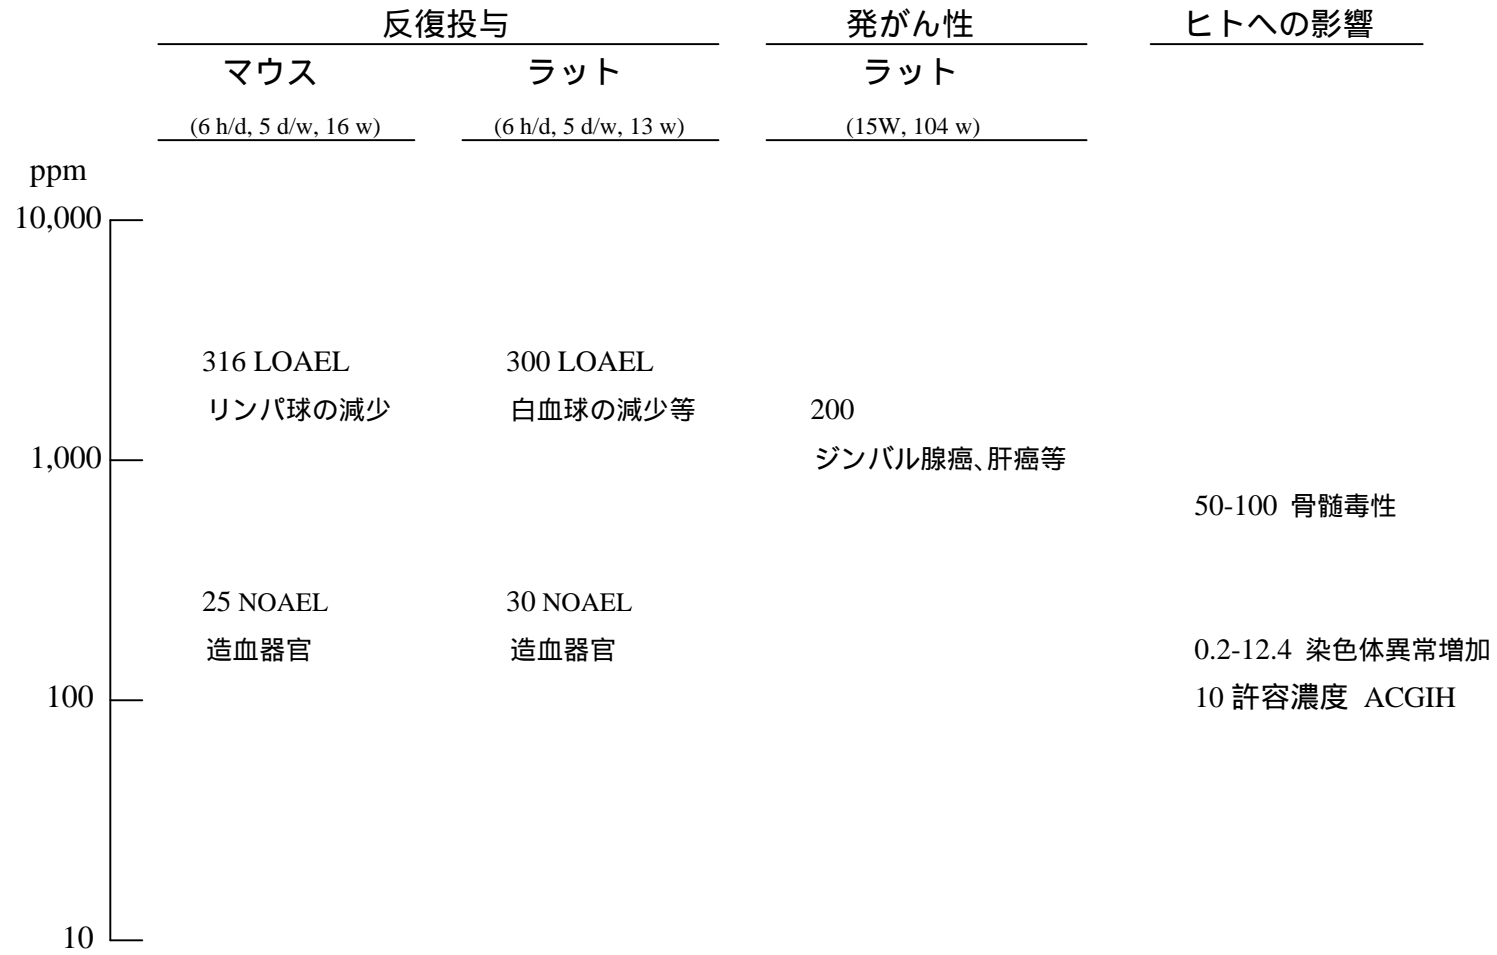 反復投与 発がん性 ヒトへの影響
マウス ラット ラット
(6 h/d, 5 d/w, 16 w) (6 h/d, 5 d/w, 13 w) (15W, 104 w)
ppm
10,000
316 LOAEL 300 LOAEL
リンパ球の減少 白血球の減少等 200
1,000 ジンバル腺癌、肝癌等
50-100 骨髄毒性
25 NOAEL 30 NOAEL
造血器官 造血器官 0.2-12.4 染色体異常増加
100 10 許容濃度 ACGIH
10